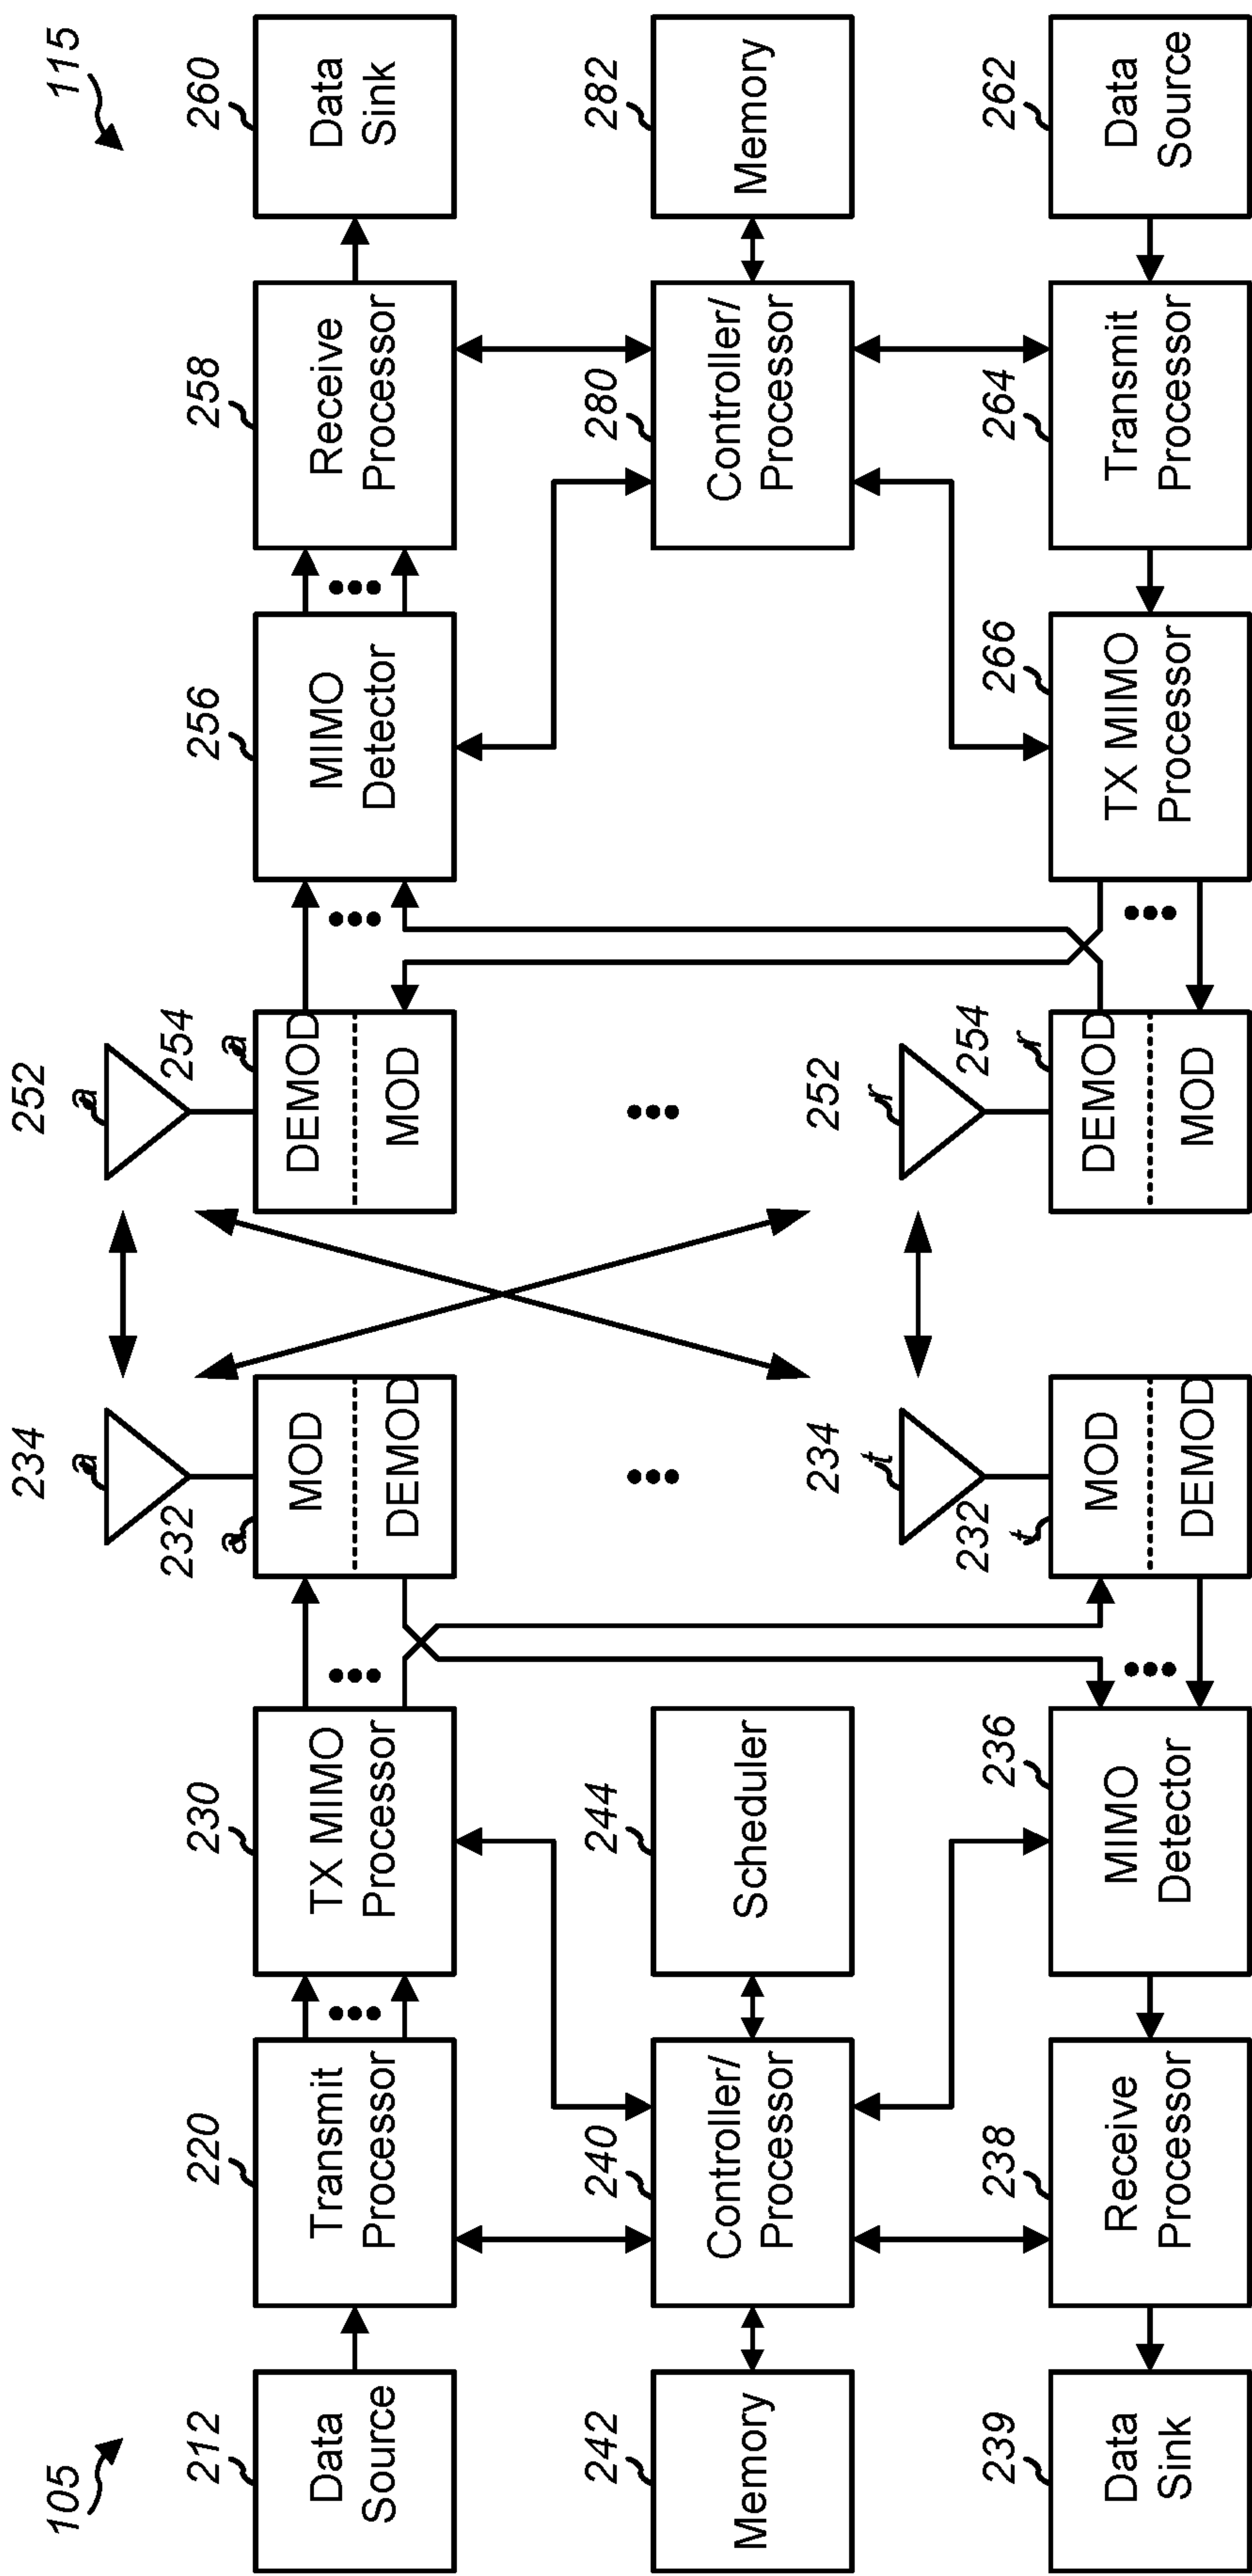 105
115
212
Data
Source
220
Transmit
Processor
230
TX MIMO
Processor
234
a
232
a
MOD
DEMOD
252
a
254
a
DEMOD
MOD
256
MIMO
Detector
258
Receive
Processor
260
Data
Sink
242
Memory
240
Controller/
Processor
244
Scheduler
280
Controller/
Processor
282
Memory
239
Data
Sink
238
Receive
Processor
236
MIMO
Detector
234
t
232
t
MOD
DEMOD
252
r
254
r
DEMOD
MOD
266
TX MIMO
Processor
264
Transmit
Processor
262
Data
Source